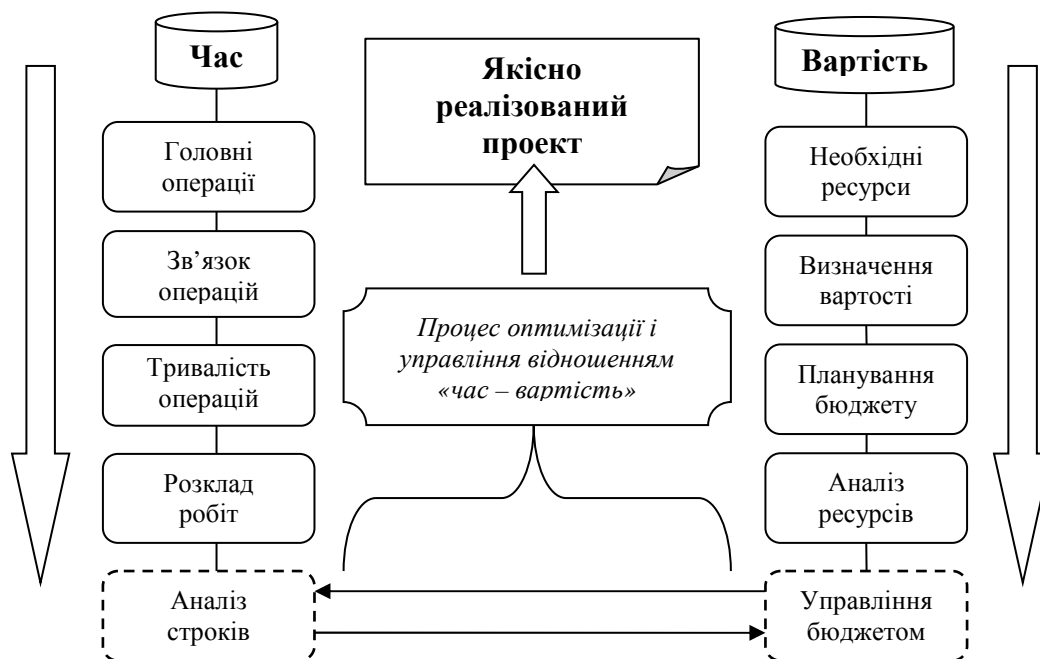 Час
Головні
операції
Зв’язок
операцій
Тривалість
операцій
Розклад
робіт
Аналіз
строків
Якісно
реалізований
проект
Процес оптимізації і
управління відношенням
«час – вартість»
Вартість
Необхідні
ресурси
Визначення
вартості
Планування
бюджету
Аналіз
ресурсів
Управління
бюджетом